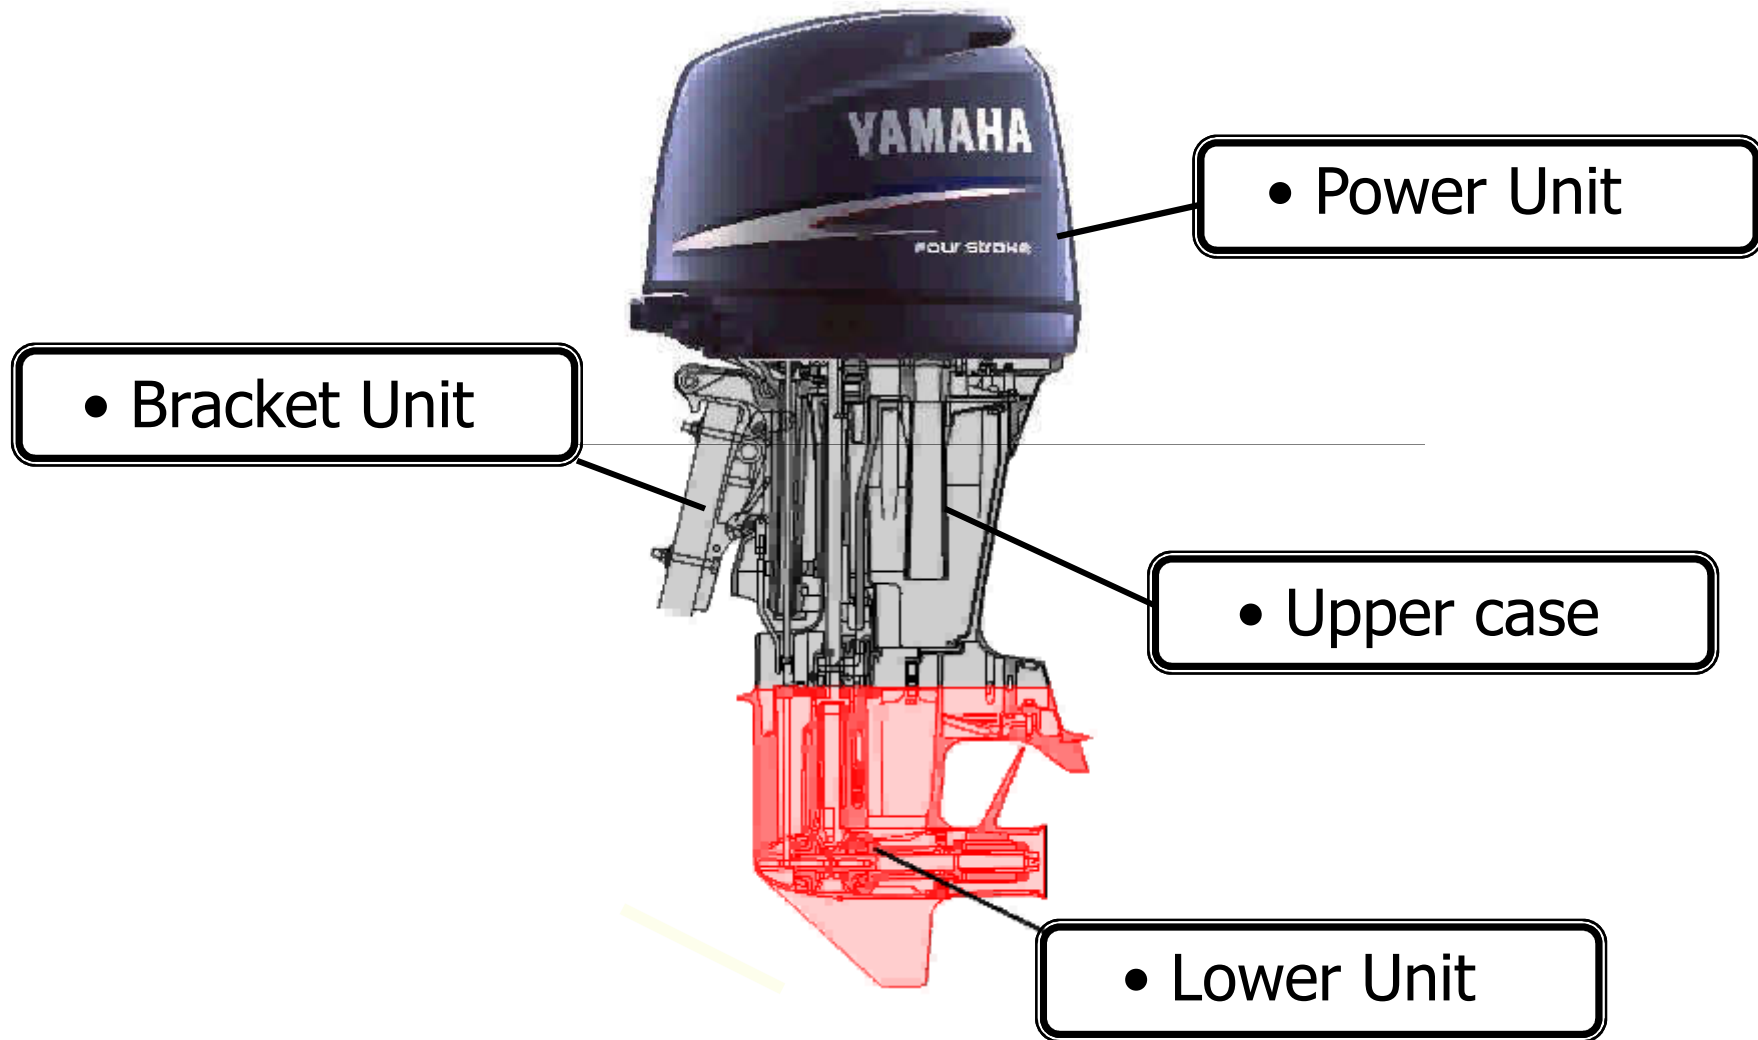 YAMAHA
• Power Unit
Four Stroke
• Bracket Unit
• Upper case
• Lower Unit